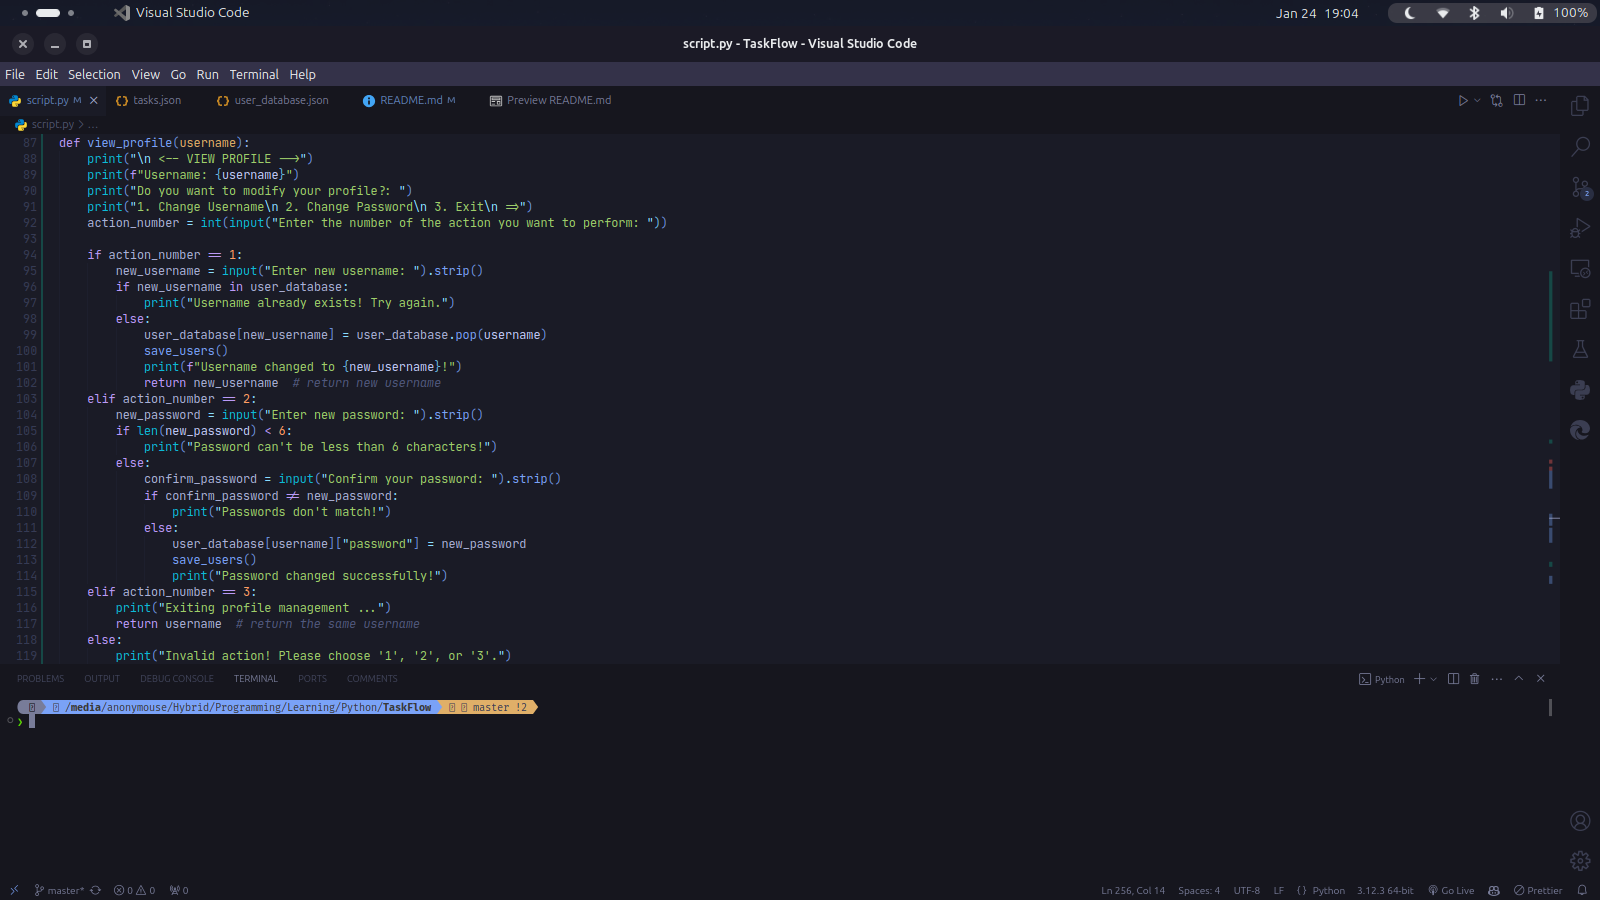 Visual Studio Code
Jan 24 19:04
100%
script.py - TaskFlow - Visual Studio Code
File Edit Selection View Go Run Terminal Help
script.py M tasks.json user_database.json README.md M Preview README.md
script.py > ...
87 def view_profile(username):
88 print("\n <-- VIEW PROFILE -->")
89 print(f"Username: {username}")
90 print("Do you want to modify your profile?: ")
91 print("1. Change Username\n 2. Change Password\n 3. Exit\n =>")
92 action_number = int(input("Enter the number of the action you want to perform: "))
93
94 if action_number == 1:
95 new_username = input("Enter new username: ").strip()
96 if new_username in user_database:
97 print("Username already exists! Try again.")
98 else:
99 user_database[new_username] = user_database.pop(username)
100 save_users()
101 print(f"Username changed to {new_username}!")
102 return new_username # return new username
103 elif action_number == 2:
104 new_password = input("Enter new password: ").strip()
105 if len(new_password) < 6:
106 print("Password can't be less than 6 characters!")
107 else:
108 confirm_password = input("Confirm your password: ").strip()
109 if confirm_password != new_password:
110 print("Passwords don't match!")
111 else:
112 user_database[username]["password"] = new_password
113 save_users()
114 print("Password changed successfully!")
115 elif action_number == 3:
116 print("Exiting profile management ...")
117 return username # return the same username
118 else:
119 print("Invalid action! Please choose '1', '2', or '3'.")
2
PROBLEMS OUTPUT DEBUG CONSOLE TERMINAL PORTS COMMENTS
Python
/media/anonymouse/Hybrid/Programming/Learning/Python/TaskFlow master !2
master* 0 0 0
Ln 256, Col 14 Spaces: 4 UTF-8 LF {} Python 3.12.3 64-bit Go Live Prettier